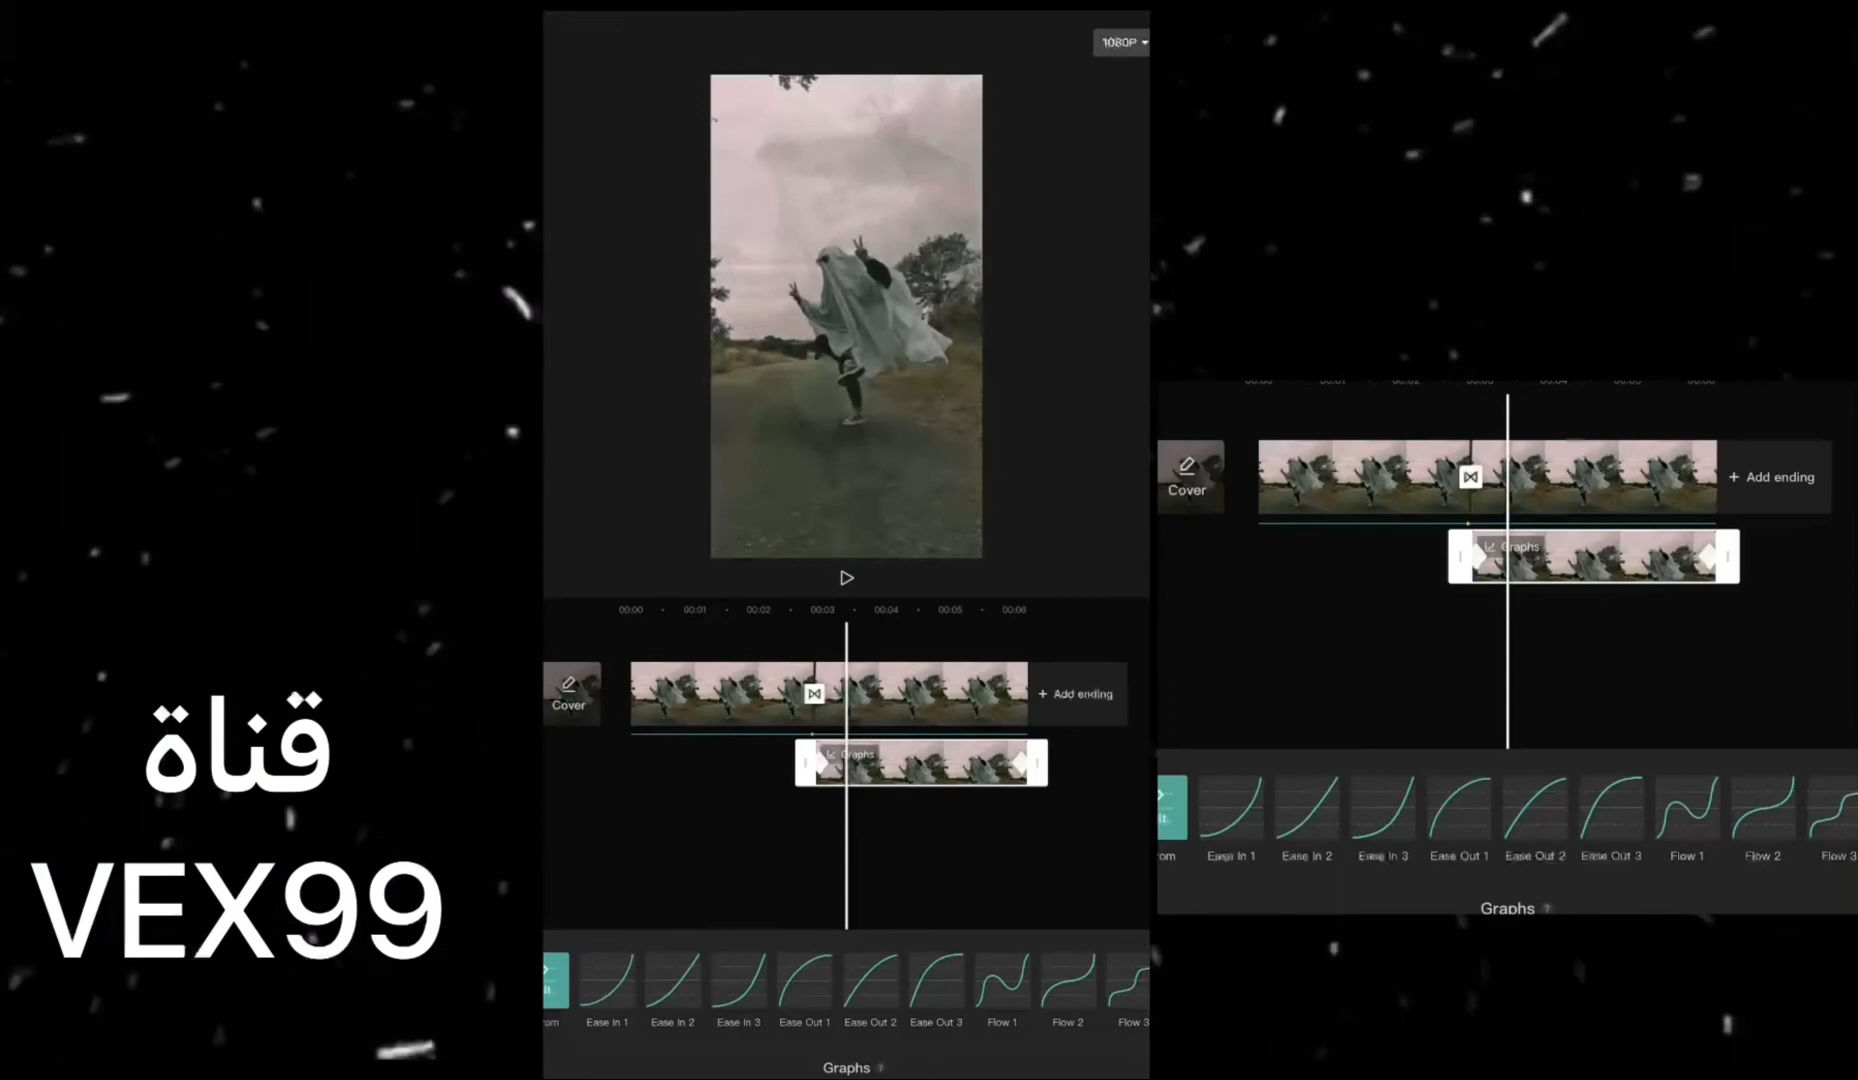 قناة
VEX99
1080P
00:00 00:01 00:02 00:03 00:04 00:05 00:06
Cover
+ Add ending
Graphs
Ease In 1 Ease In 2 Ease In 3 Ease Out 1 Ease Out 2 Ease Out 3 Flow 1 Flow 2 Flow 3
Graphs ?
Cover
+ Add ending
Graphs
Ease In 1 Ease In 2 Ease In 3 Ease Out 1 Ease Out 2 Ease Out 3 Flow 1 Flow 2 Flow 3
Graphs ?